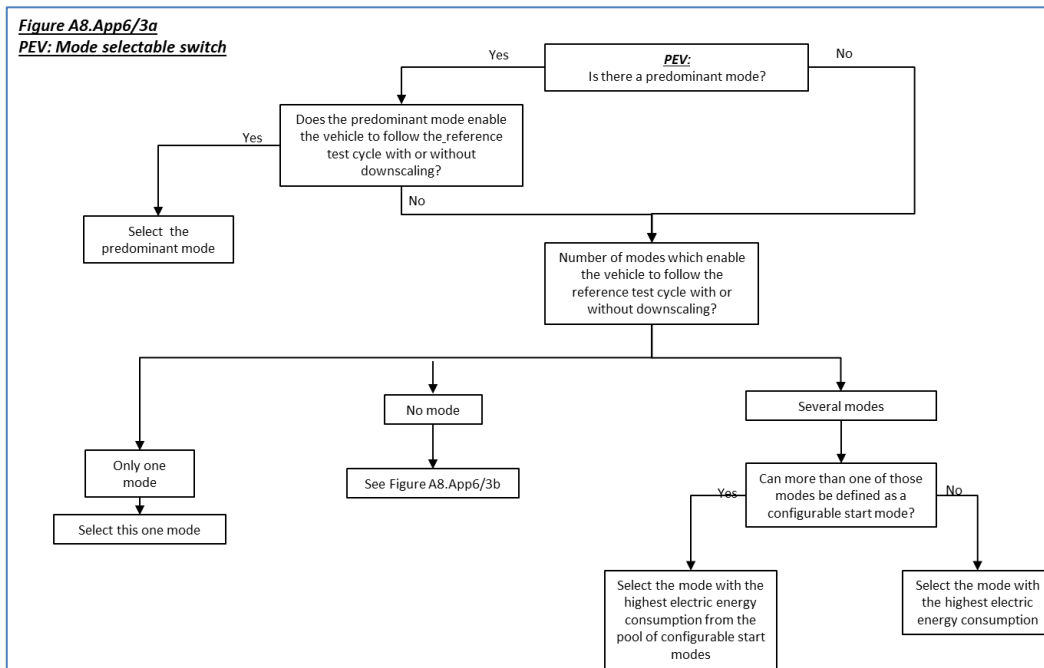 Figure A8.App6/3a
PEV: Mode selectable switch
Yes
PEV:
Is there a predominant mode?
No
Does the predominant mode enable
the vehicle to follow the reference
test cycle with or without
downscaling?
Yes
No
Select the
predominant mode
Number of modes which enable
the vehicle to follow the
reference test cycle with or
without downscaling?
No mode
Several modes
Only one
mode
See Figure A8.App6/3b
Can more than one of those
modes be defined as a
configurable start mode?
Yes
No
Select this one mode
Select the mode with the
highest electric energy
consumption from the
pool of configurable start
modes
Select the mode with
the highest electric
energy consumption